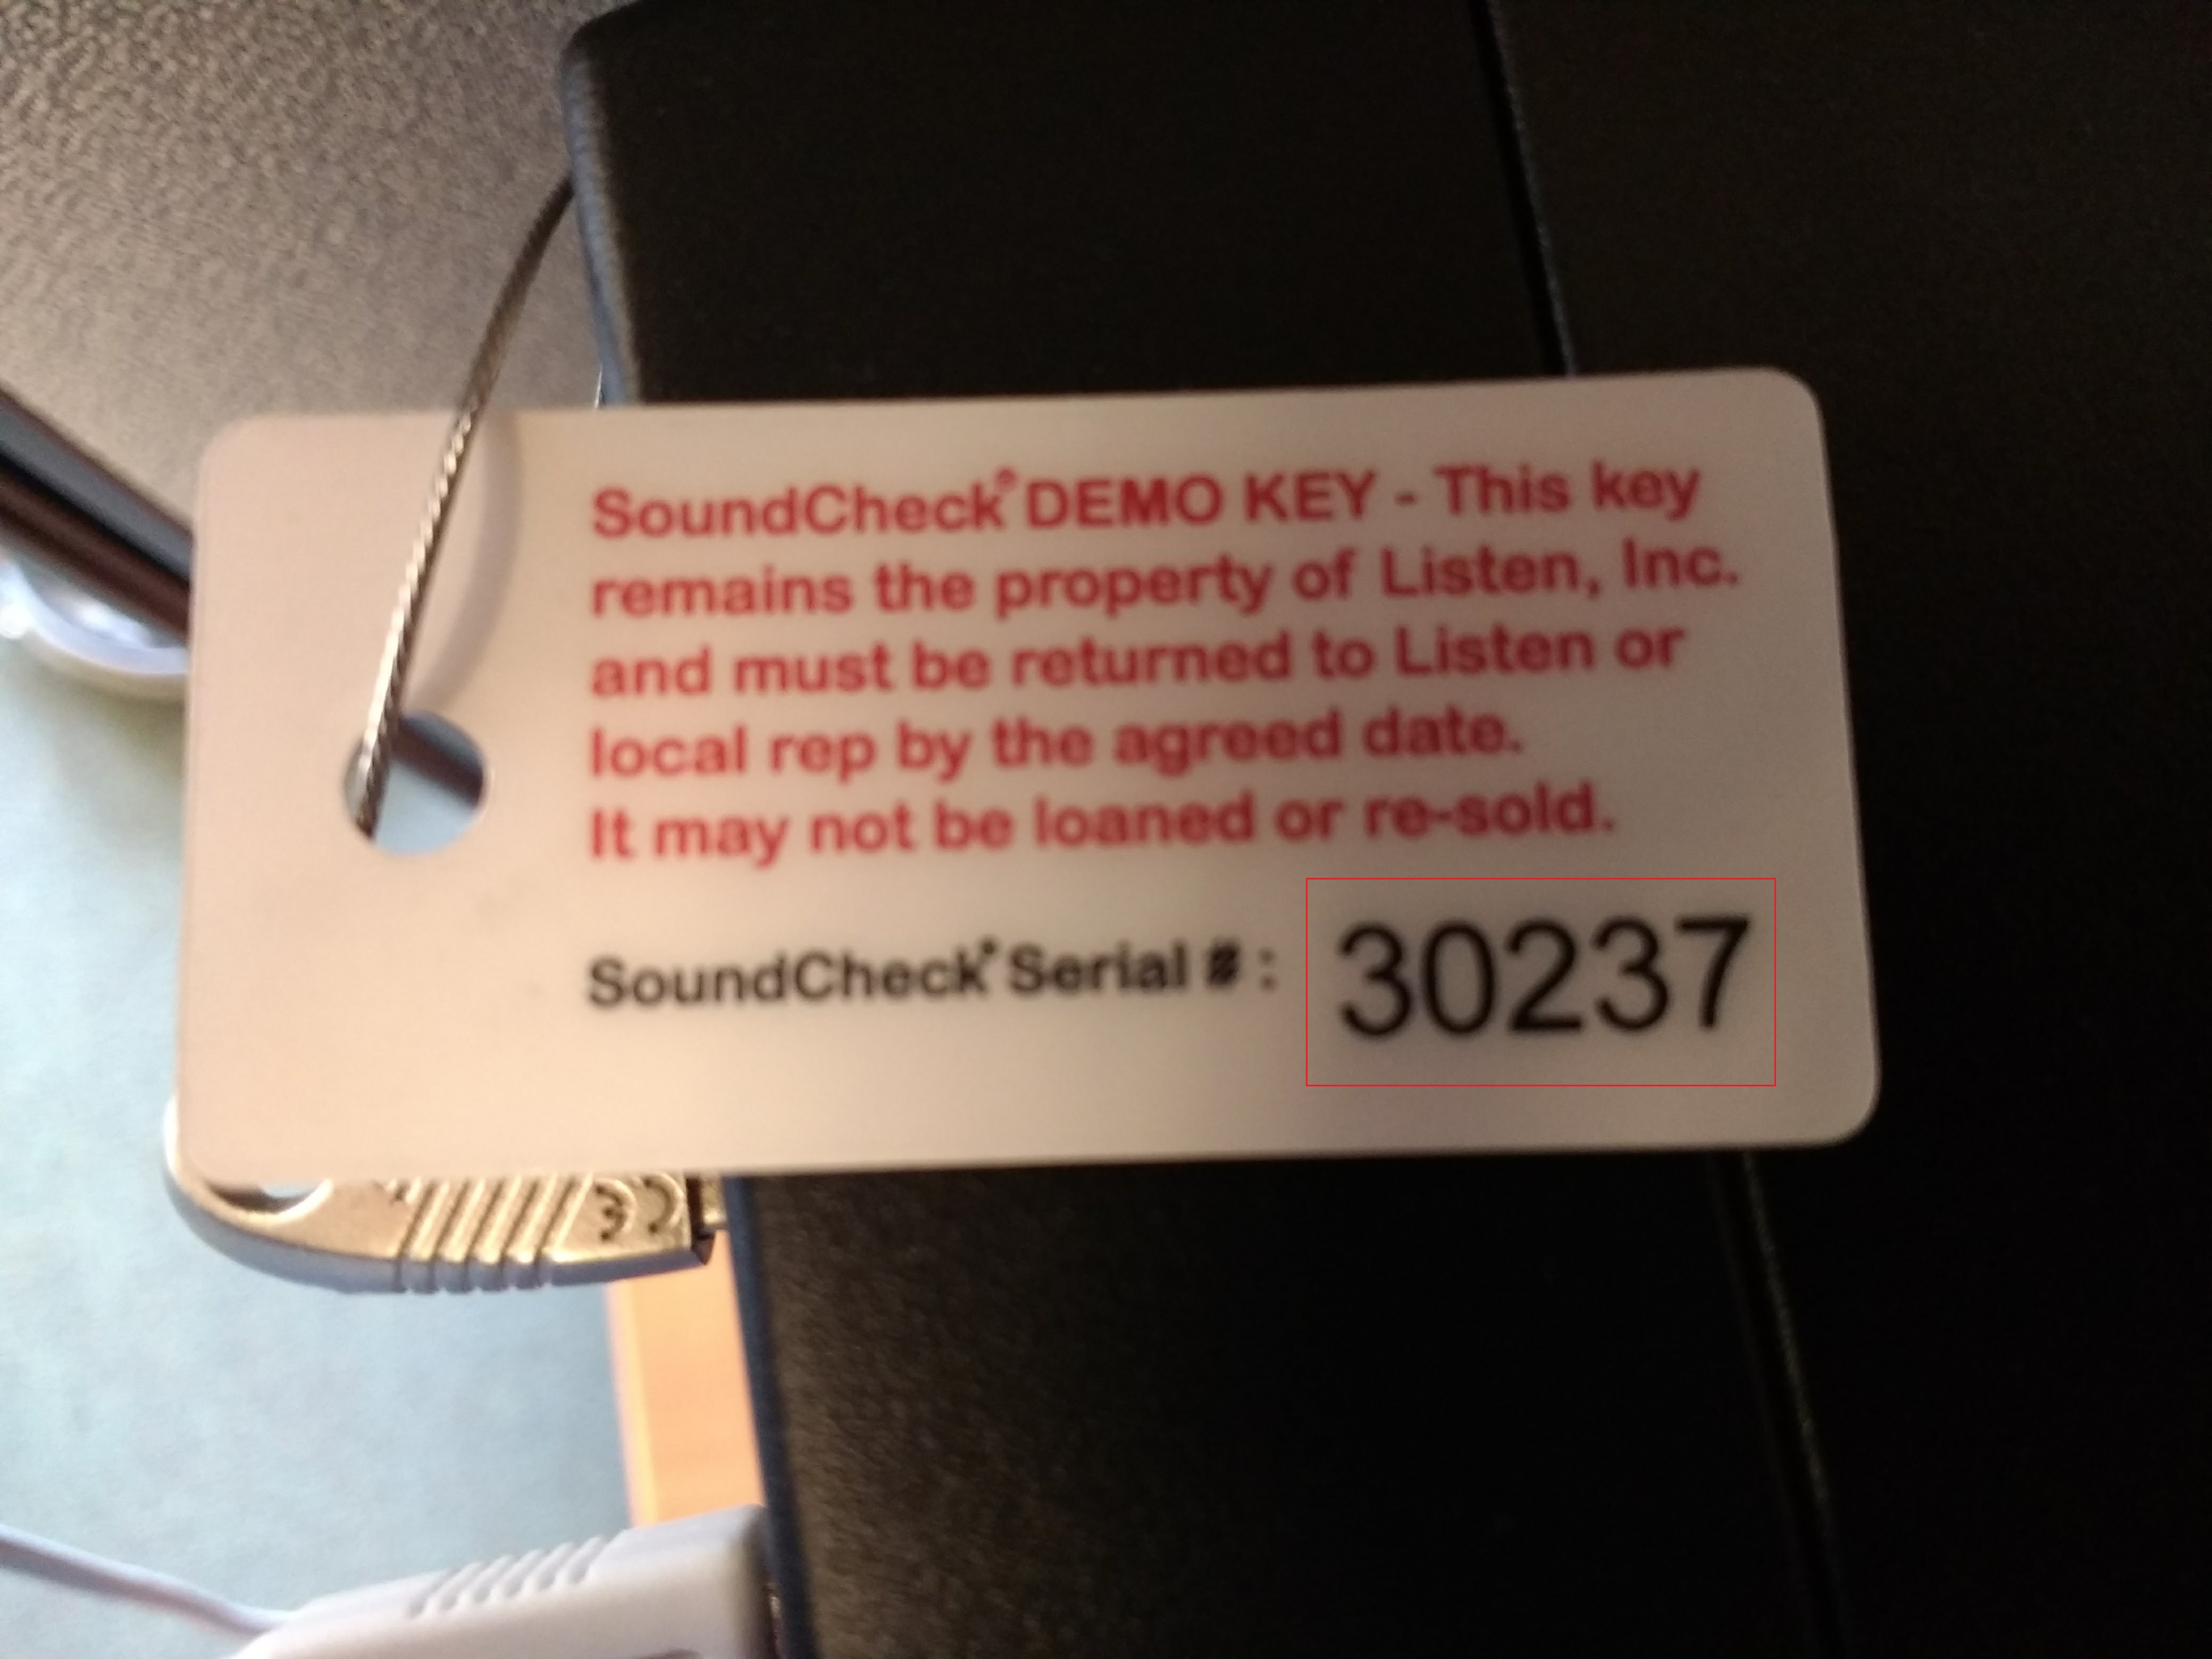 SoundCheck® DEMO KEY - This key
remains the property of Listen, Inc.
and must be returned to Listen or
local rep by the agreed date.
It may not be loaned or re-sold.
SoundCheck® Serial # : 30237
CE